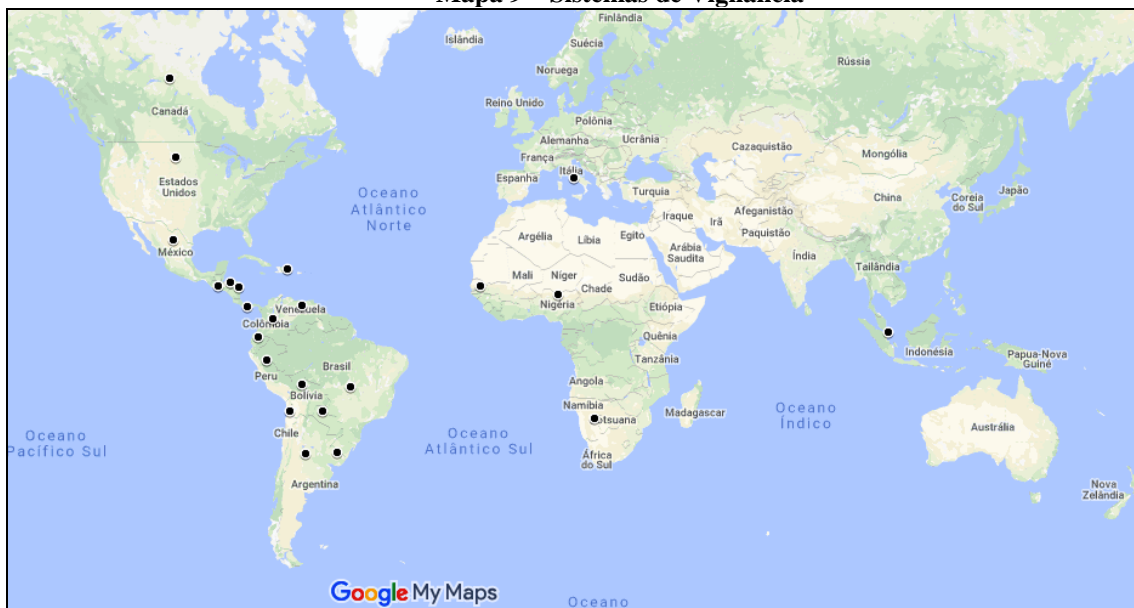 Mapa 9 – Sistemas de Vigilância
Finlândia
Islândia
Suécia
Rússia
Noruega
Canadá
Reino Unido
Polônia
Alemanha
Ucrânia
Cazaquistão
França
Mongólia
Itália
Estados
Unidos
Espanha
Turquia
China
Coreia
do Sul
Japão
Oceano
Atlântico
Norte
Iraque
Irã
Afeganistão
Paquistão
Argélia
Líbia
Egito
Arábia
Saudita
Índia
México
Mali
Níger
Sudão
Chade
Tailândia
Nigéria
Etiópia
Venezuela
Colômbia
Quênia
Indonésia
Papua-Nova
Guiné
Tanzânia
Brasil
Peru
Angola
Bolívia
Namíbia
Botsuana
Madagascar
Oceano
Índico
Chile
Oceano
Pacífico Sul
Oceano
Atlântico Sul
África
do Sul
Austrália
Argentina
Nova
Zelândia
Google My Maps
Oceano